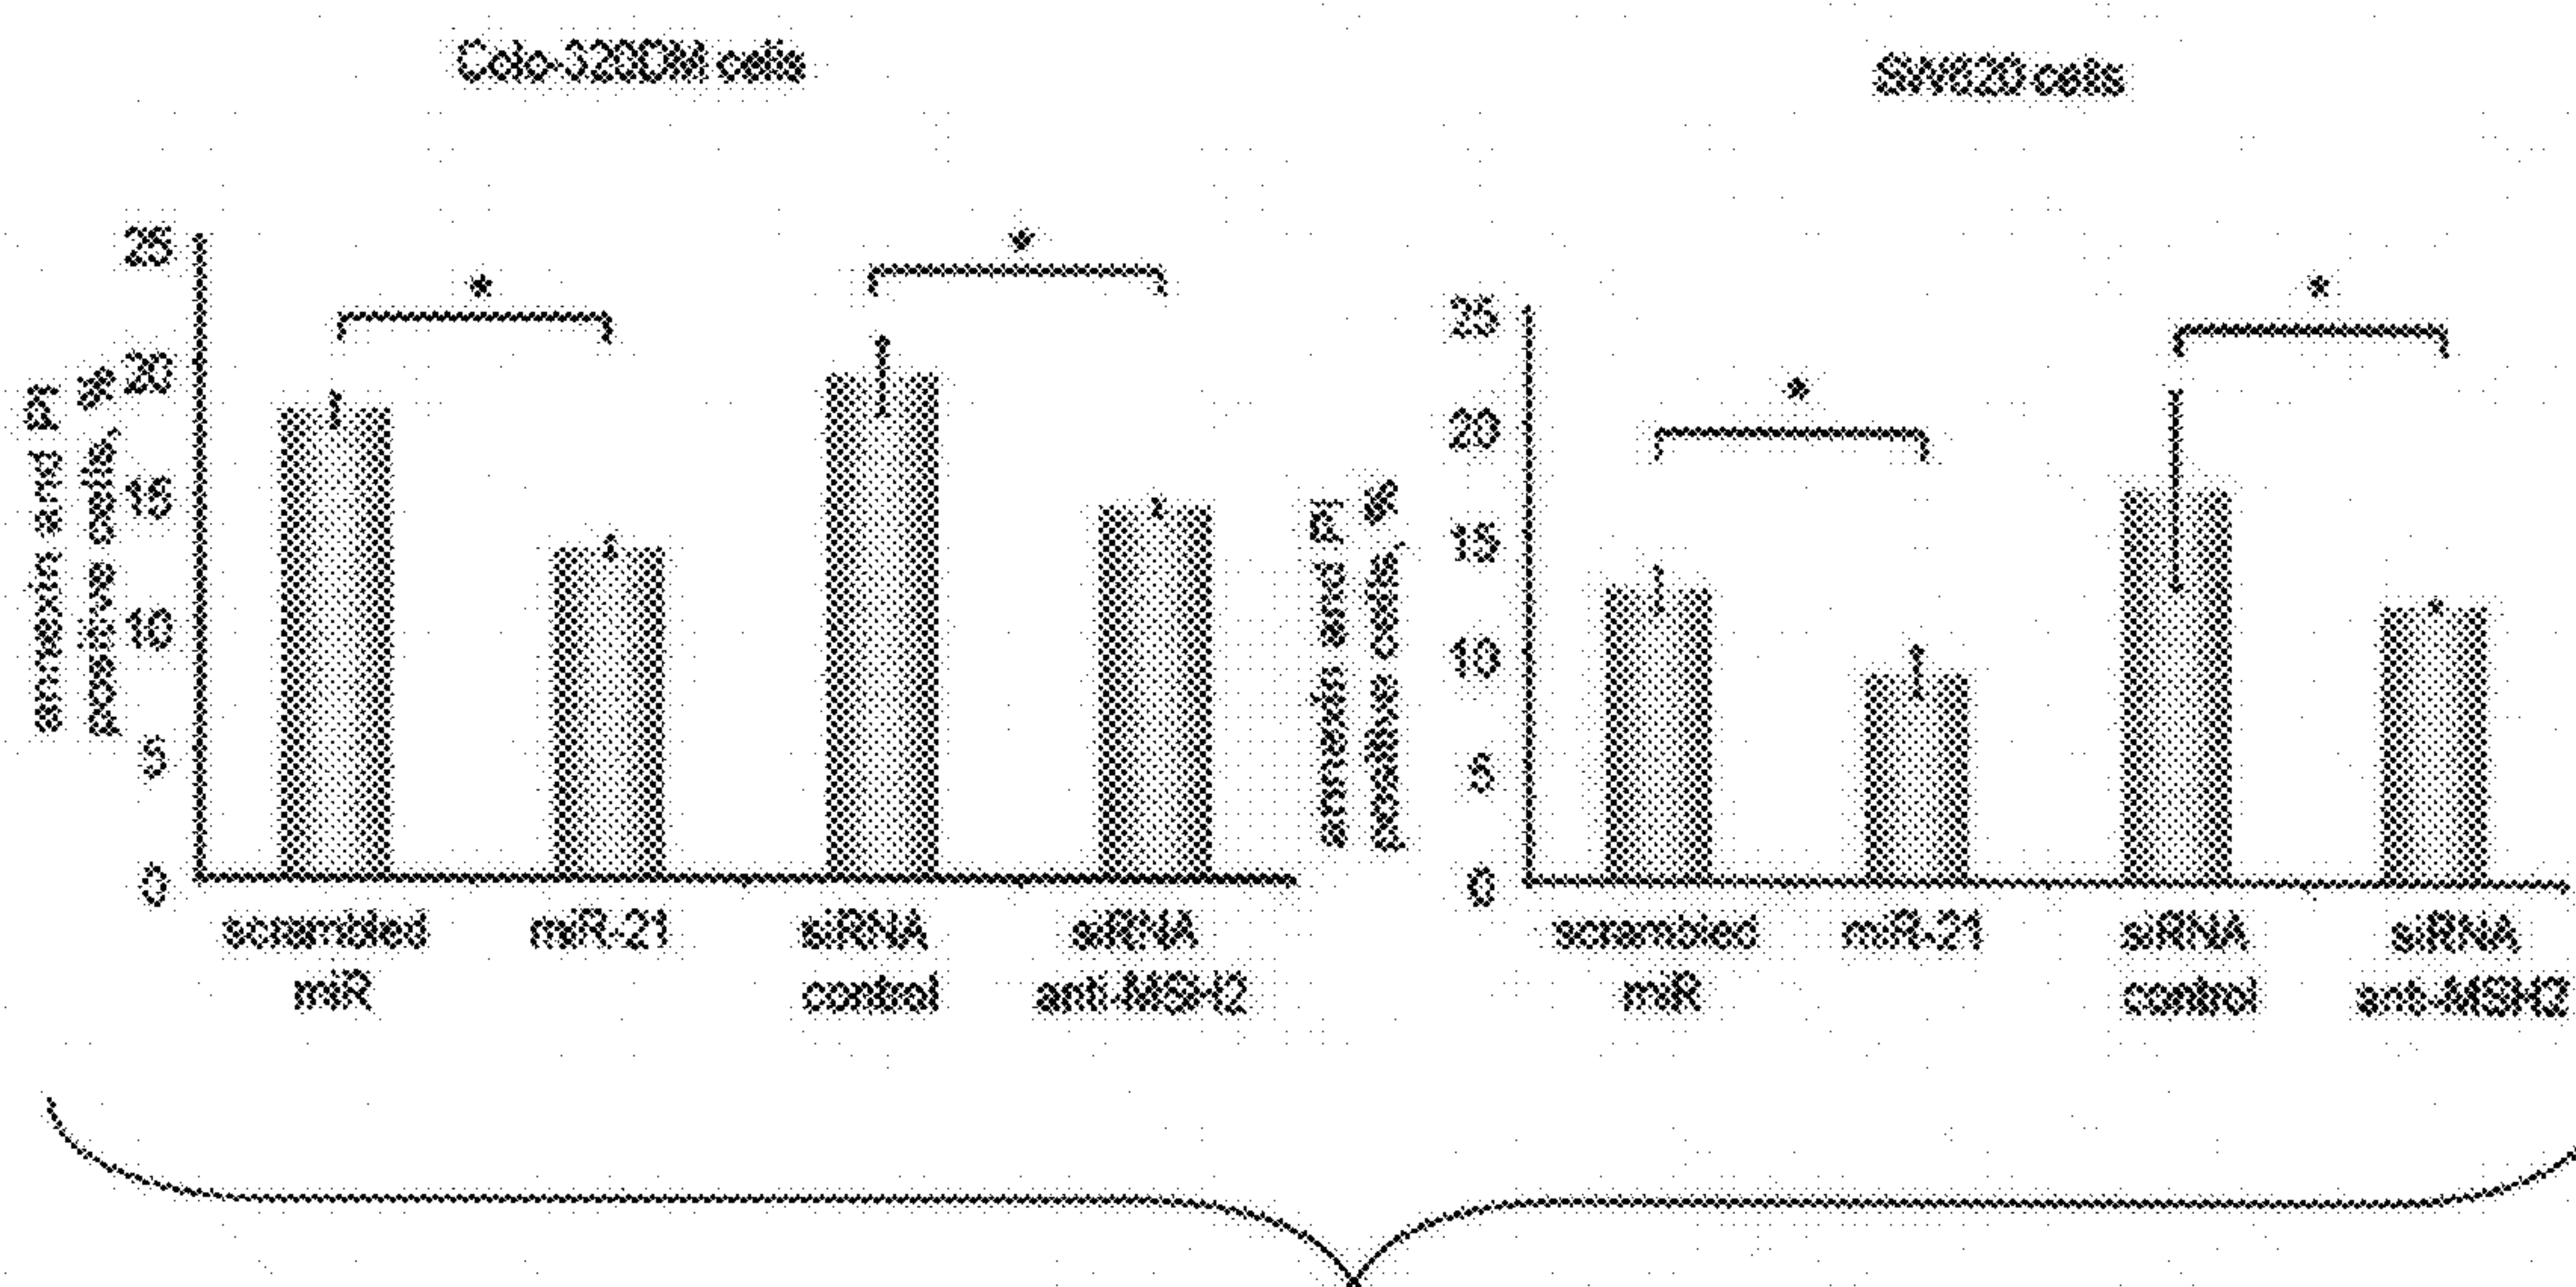 Colo-320DM cells
SW620 cells
annexin and PI
positive cells, %
25
20
15
10
5
0
*
*
scrambled
miR
miR-21
siRNA
control
siRNA
anti-MSH2
annexin and PI
positive cells, %
25
20
15
10
5
0
*
*
scrambled
miR
miR-21
siRNA
control
siRNA
anti-MSH2